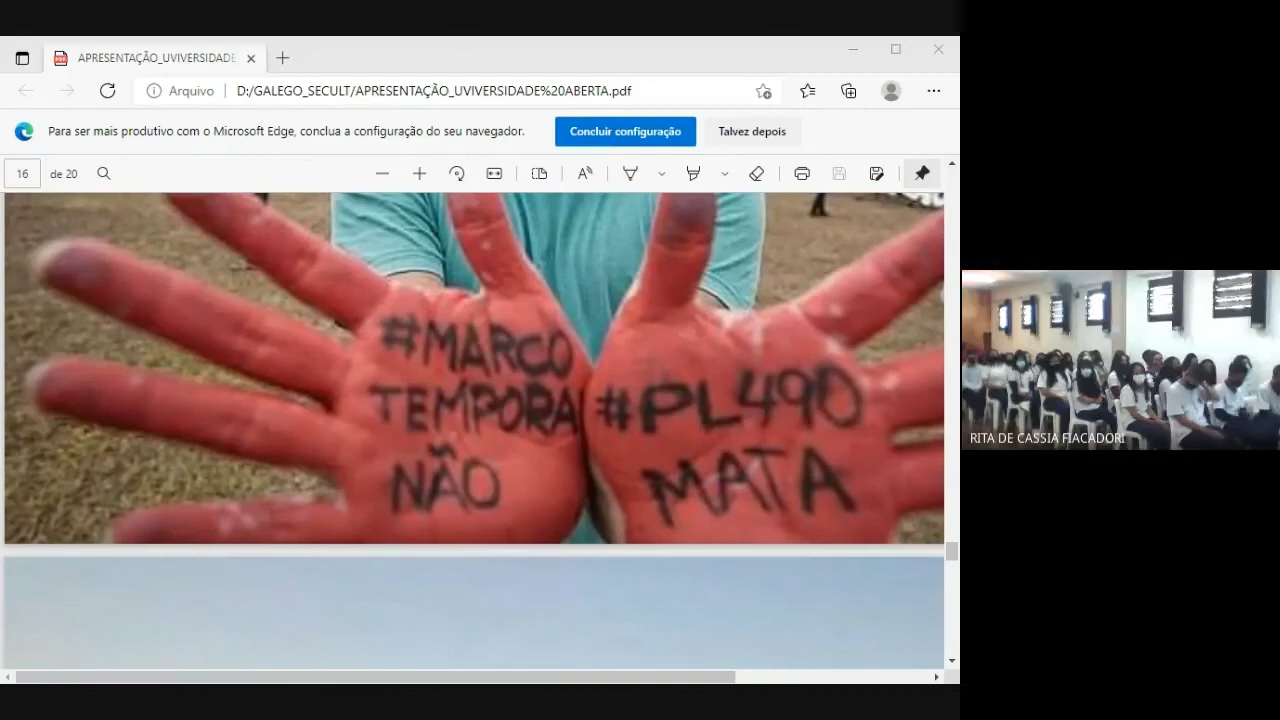 APRESENTAÇÃO_UVIVERSIDADE
Arquivo
D:/GALEGO_SECULT/APRESENTAÇÃO_UVIVERSIDADE%20ABERTA.pdf
Para ser mais produtivo com o Microsoft Edge, conclua a configuração do seu navegador.
Concluir configuração
Talvez depois
16 de 20
#MARCO
TEMPORA
NÃO
#PL490
MATA
RITA DE CASSIA FIACADORI